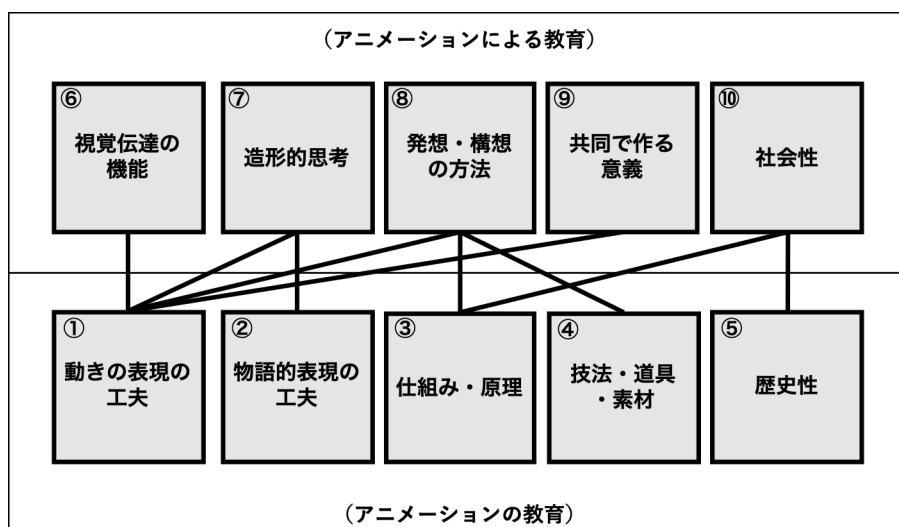 （アニメーションによる教育）
⑥
視覚伝達の
機能
⑦
造形的思考
⑧
発想・構想
の方法
⑨
共同で作る
意義
⑩
社会性
①
動きの表現の
工夫
②
物語的表現の
工夫
③
仕組み・原理
④
技法・道具
・素材
⑤
歴史性
（アニメーションの教育）